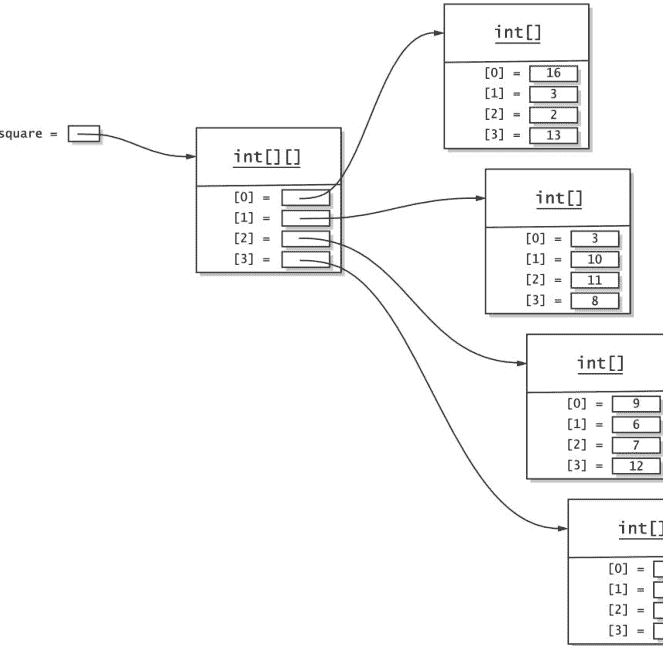 square =
int[][]
[0] =
[1] =
[2] =
[3] =
int[]
[0] = 16
[1] = 3
[2] = 2
[3] = 13
int[]
[0] = 3
[1] = 10
[2] = 11
[3] = 8
int[]
[0] = 9
[1] = 6
[2] = 7
[3] = 12
int[]
[0] =
[1] =
[2] =
[3] =